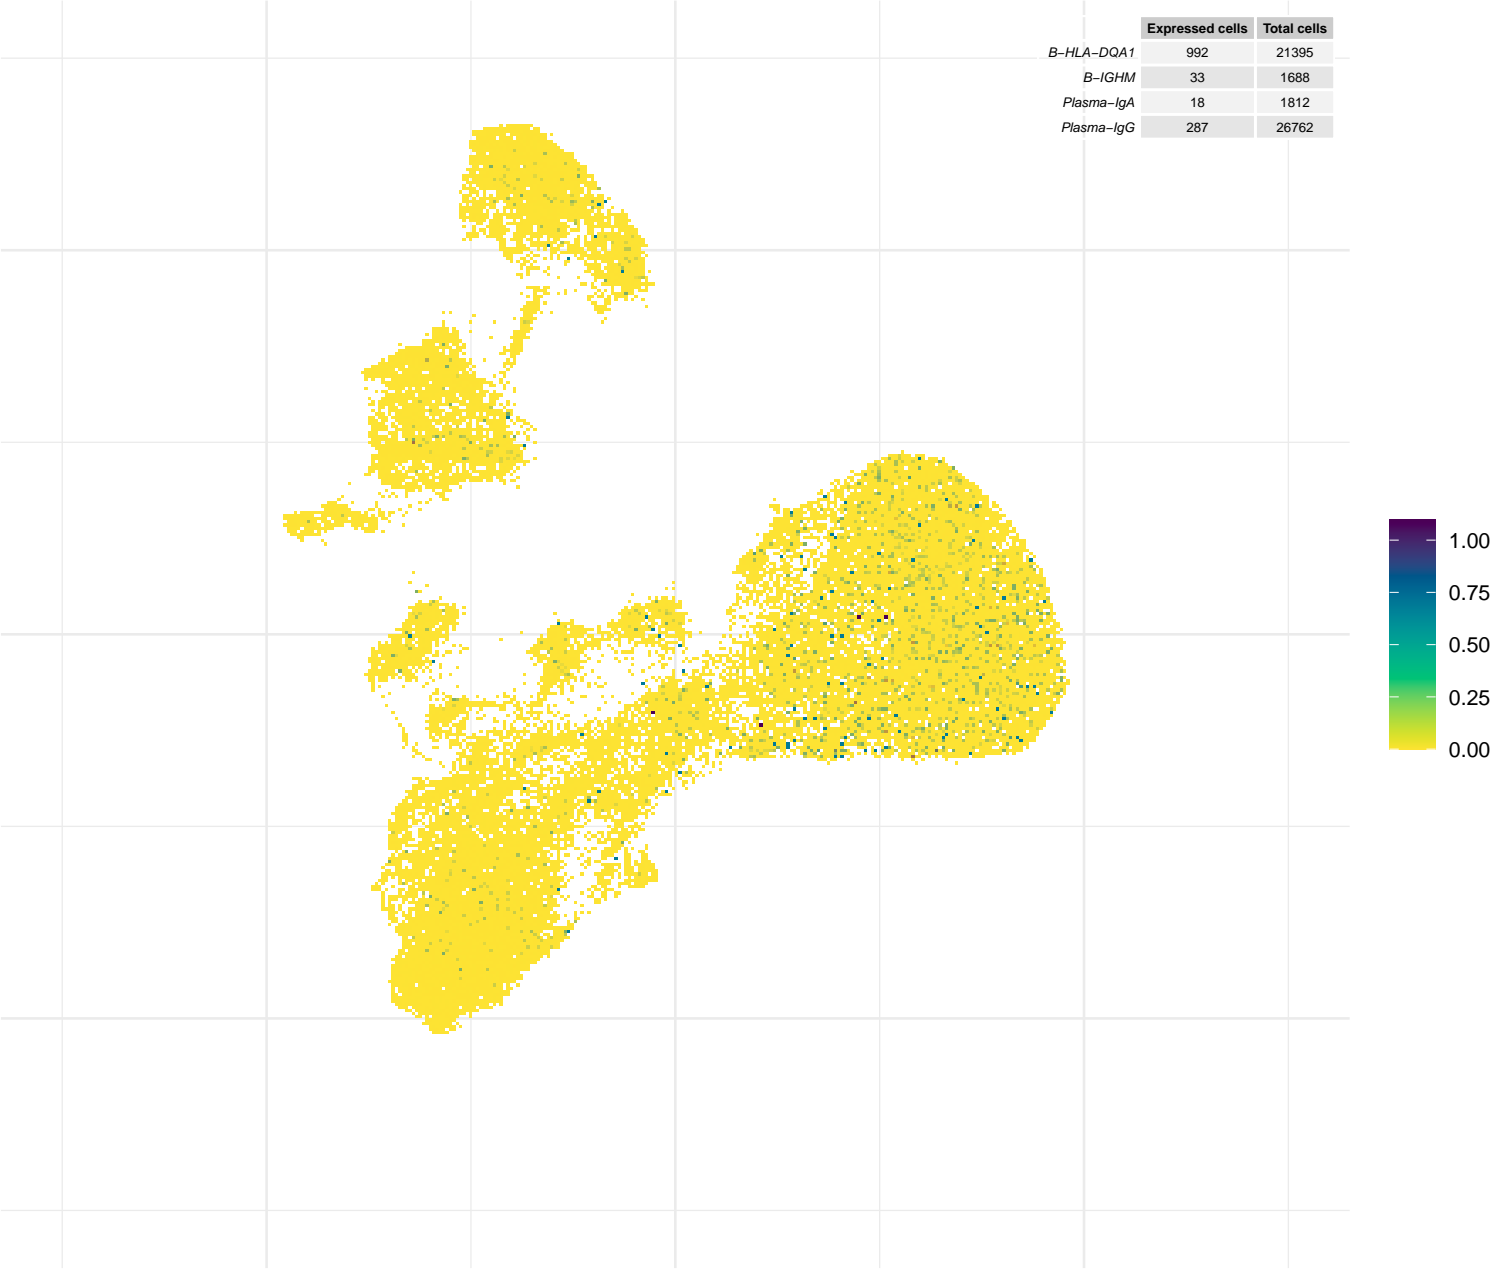 Expressed cells Total cells
B−HLA−DQA1 992 21395
B−IGHM 33 1688
Plasma−IgA 18 1812
Plasma−IgG 287 26762
1.00
0.75
0.50
0.25
0.00